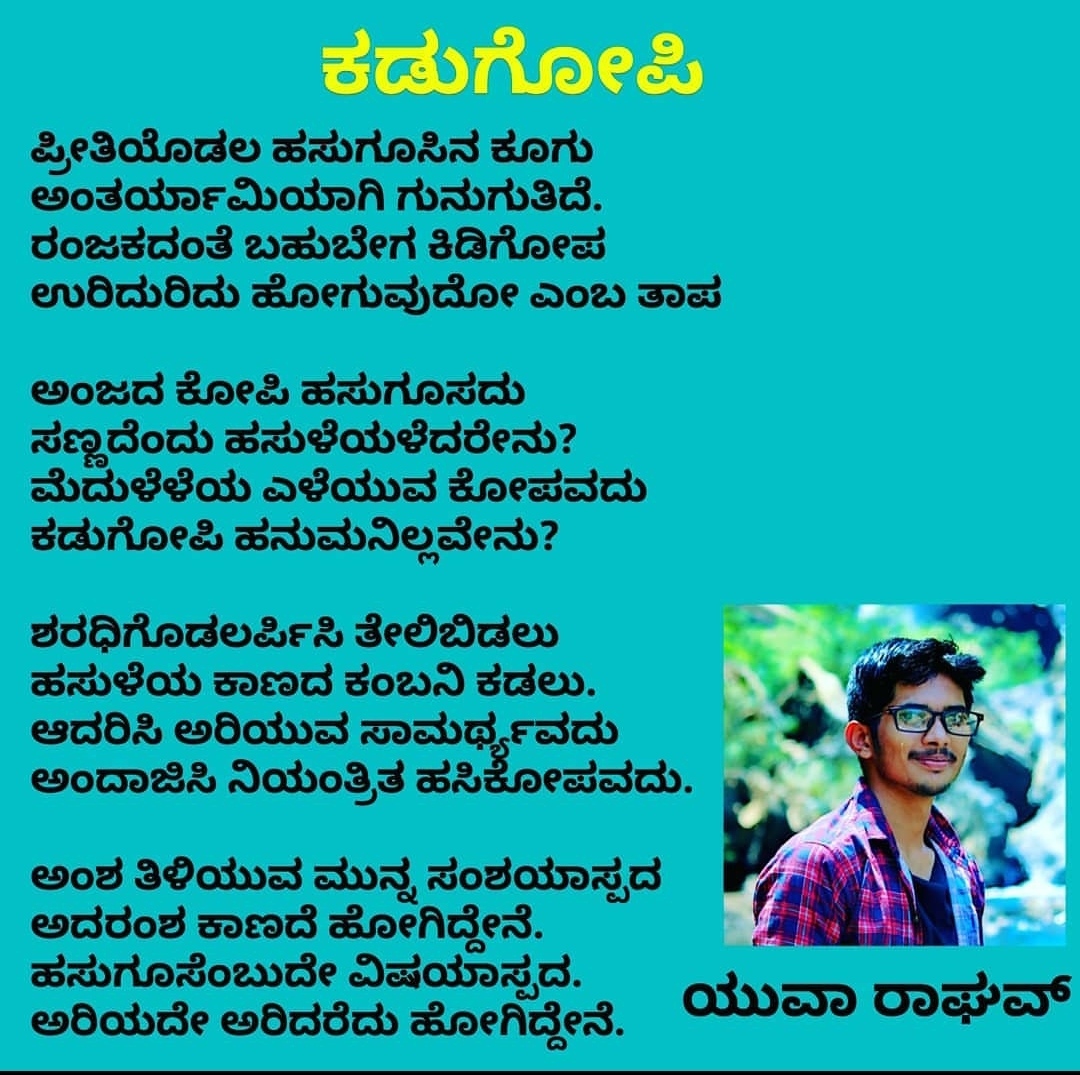 ಕಡುಗೋಪಿ
ಪ್ರೀತಿಯೊಡಲ ಹಸುಗೂಸಿನ ಕೂಗು
ಅಂತರ್ಯಾಮಿಯಾಗಿ ಗುನುಗುತಿದೆ.
ರಂಜಕದಂತೆ ಬಹುಬೇಗ ಕಿಡಿಗೋಪ
ಉರಿದುರಿದು ಹೋಗುವುದೋ ಎಂಬ ತಾಪ
ಅಂಜದ ಕೋಪಿ ಹಸುಗೂಸದು
ಸಣ್ಣದೆಂದು ಹಸುಳೆಯಳೆದರೇನು?
ಮೆದುಳೆಳೆಯ ಎಳೆಯುವ ಕೋಪವದು
ಕಡುಗೋಪಿ ಹನುಮನಿಲ್ಲವೇನು?
ಶರಧಿಗೊಡಲರ್ಪಿಸಿ ತೇಲಿಬಿಡಲು
ಹಸುಳೆಯ ಕಾಣದ ಕಂಬನಿ ಕಡಲು.
ಆದರಿಸಿ ಅರಿಯುವ ಸಾಮರ್ಥ್ಯವದು
ಅಂದಾಜಿಸಿ ನಿಯಂತ್ರಿತ ಹಸಿಕೋಪವದು.
ಅಂಶ ತಿಳಿಯುವ ಮುನ್ನ ಸಂಶಯಾಸ್ಪದ
ಅದರಂಶ ಕಾಣದೆ ಹೋಗಿದ್ದೇನೆ.
ಹಸುಗೂಸೆಂಬುದೇ ವಿಷಯಾಸ್ಪದ.
ಅರಿಯದೇ ಅರಿದರೆದು ಹೋಗಿದ್ದೇನೆ.
ಯುವಾ ರಾಘವ್